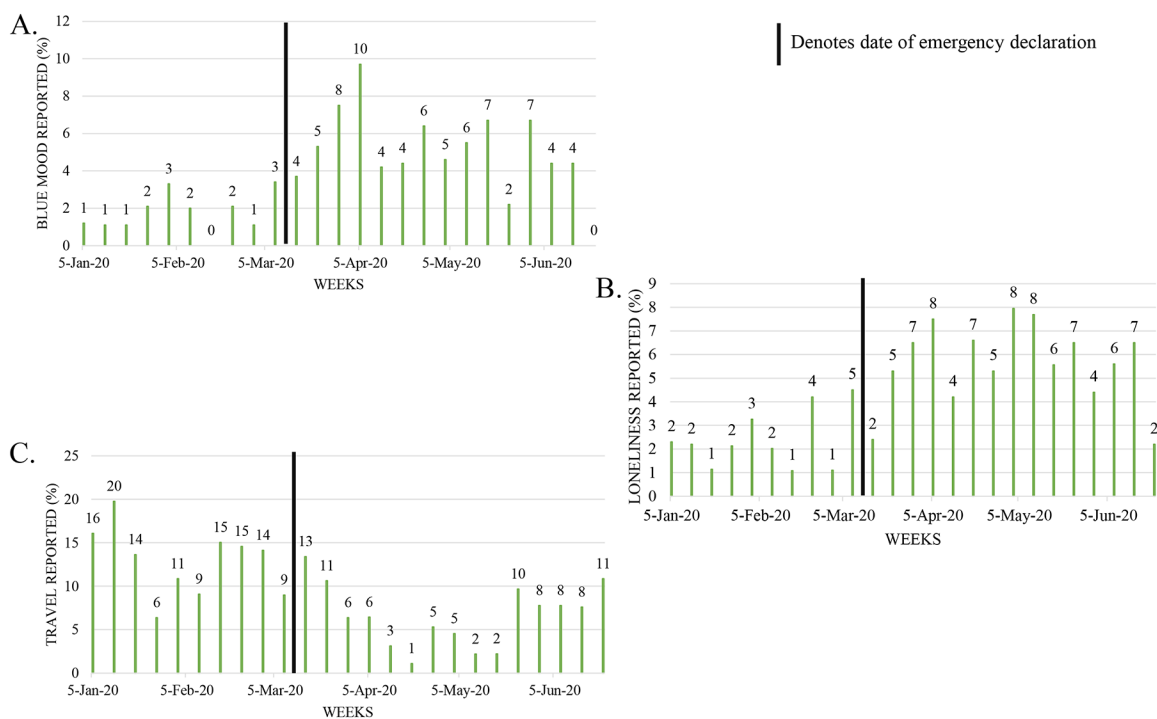 A.
BLUE MOOD REPORTED (%)
12
10
8
6
4
2
0
1 1 1 2 3 2 0 2 1 3 4 5 8 10 4 4 6 5 6 7 2 7 4 4 0
5-Jan-20 5-Feb-20 5-Mar-20 5-Apr-20 5-May-20 5-Jun-20
WEEKS
Denotes date of emergency declaration
B.
LONELINESS REPORTED (%)
9
8
7
6
5
4
3
2
1
0
2 2 1 2 3 2 1 4 1 5 2 5 7 8 4 7 5 8 8 6 7 4 6 7 2
5-Jan-20 5-Feb-20 5-Mar-20 5-Apr-20 5-May-20 5-Jun-20
WEEKS
C.
TRAVEL REPORTED (%)
25
20
15
10
5
0
16 20 14 6 11 9 15 15 14 9 13 11 6 6 3 1 5 5 2 2 10 8 8 8 11
5-Jan-20 5-Feb-20 5-Mar-20 5-Apr-20 5-May-20 5-Jun-20
WEEKS